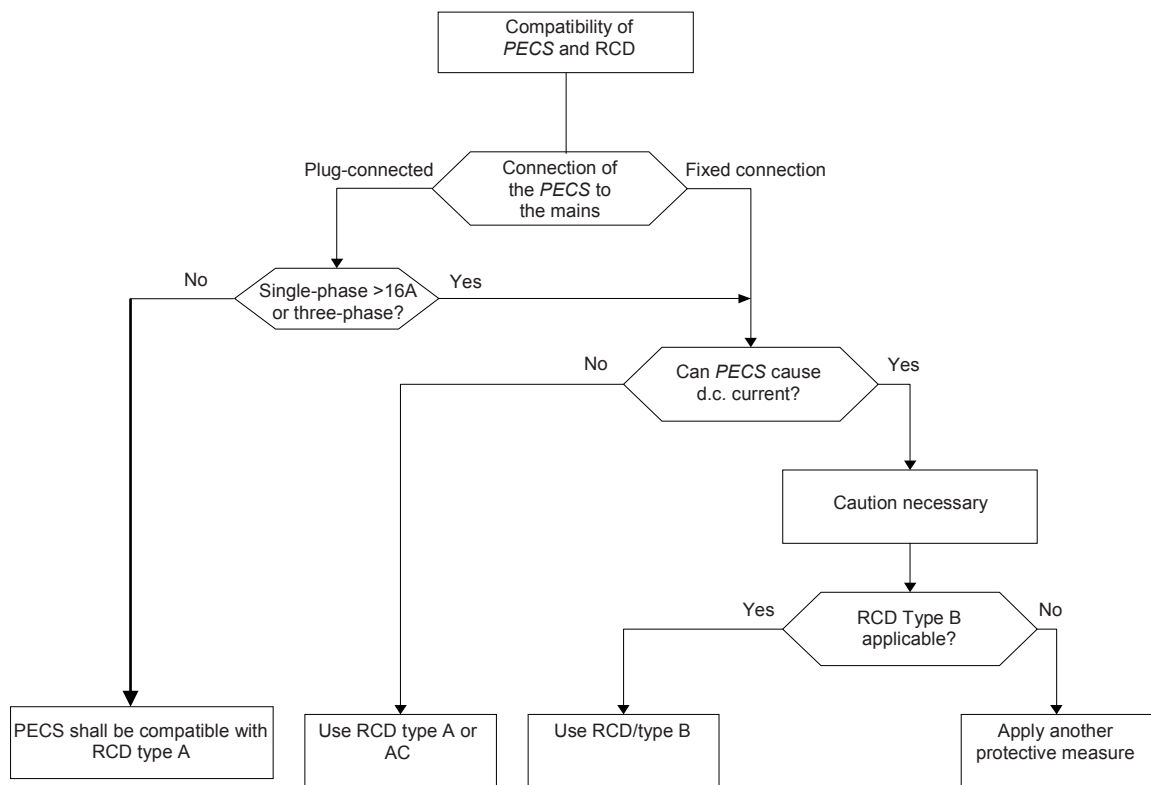 Compatibility of
PECS and RCD
Plug-connected
Connection of
the PECS to
the mains
Fixed connection
No
Single-phase >16A
or three-phase?
Yes
No
Can PECS cause
d.c. current?
Yes
Caution necessary
Yes
RCD Type B
applicable?
No
PECS shall be compatible with
RCD type A
Use RCD type A or
AC
Use RCD/type B
Apply another
protective measure